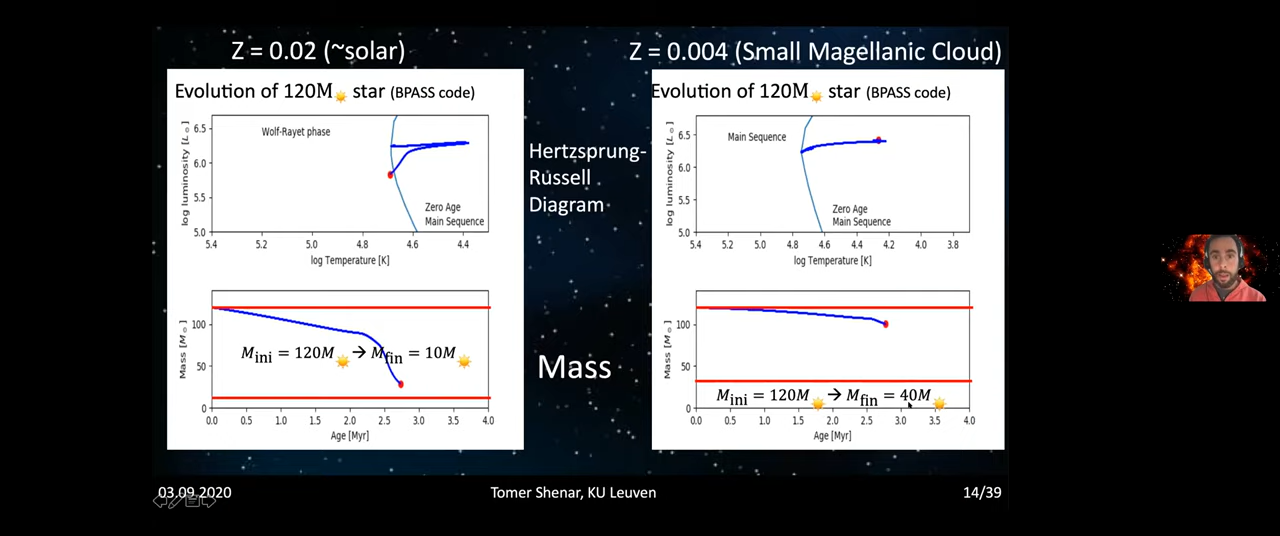 Z = 0.02 (~solar)
Evolution of 120M☀ star (BPASS code)
log luminosity [L☉]
6.5
6.0
5.5
5.0
Wolf-Rayet phase
Zero Age
Main Sequence
5.4 5.2 5.0 4.8 4.6 4.4
log Temperature [K]
Mass [M☉]
100
50
0
M_ini = 120M☀ → M_fin = 10M☀
0.0 0.5 1.0 1.5 2.0 2.5 3.0 3.5 4.0
Age [Myr]
Hertzsprung-
Russell
Diagram
Mass
Z = 0.004 (Small Magellanic Cloud)
Evolution of 120M☀ star (BPASS code)
log luminosity [L☉]
6.5
6.0
5.5
5.0
Main Sequence
Zero Age
Main Sequence
5.4 5.2 5.0 4.8 4.6 4.4 4.2 4.0 3.8
log Temperature [K]
Mass [M☉]
100
50
0
M_ini = 120M☀ → M_fin = 40M☀
0.0 0.5 1.0 1.5 2.0 2.5 3.0 3.5 4.0
Age [Myr]
03.09.2020
Tomer Shenar, KU Leuven
14/39